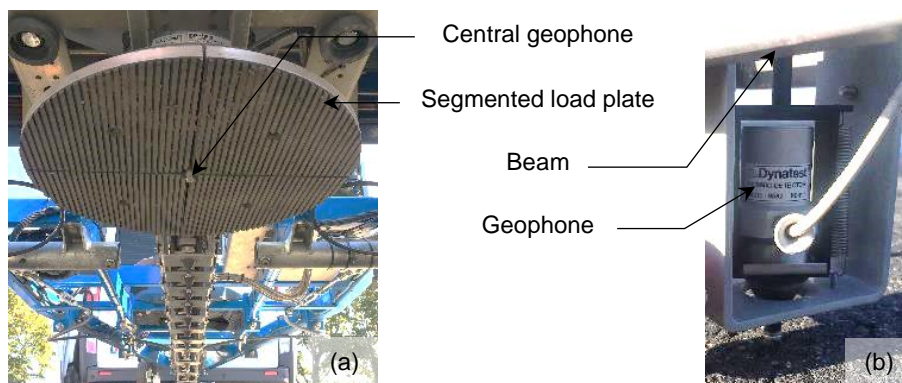 Central geophone
Segmented load plate
Beam
Geophone
Dynatest
(a)
(b)